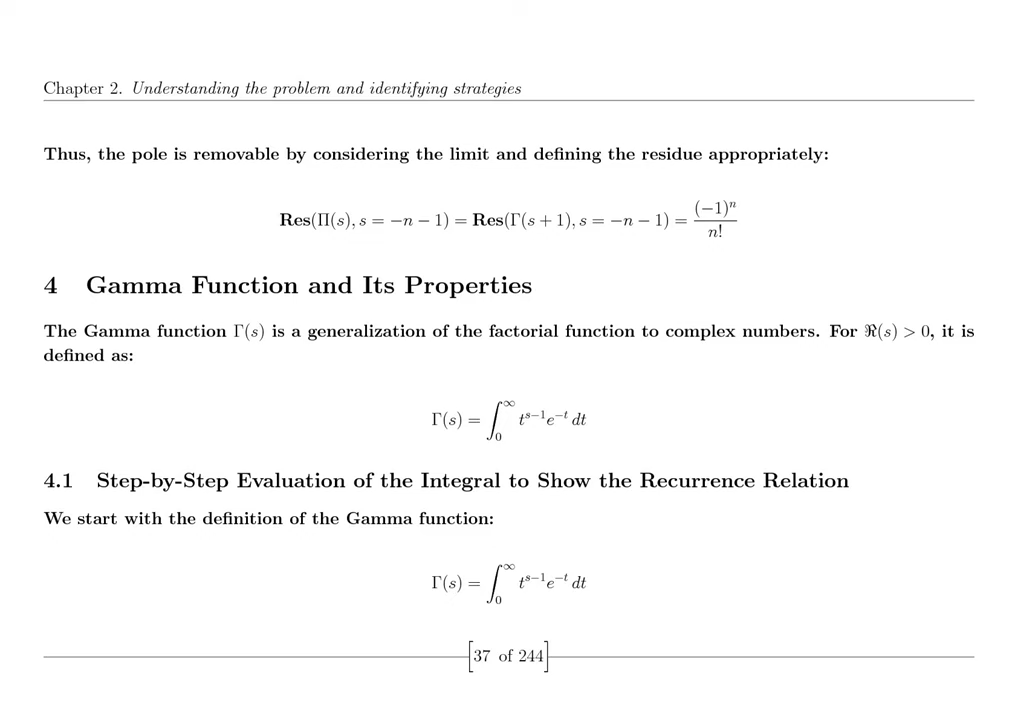 Chapter 2. Understanding the problem and identifying strategies
Thus, the pole is removable by considering the limit and defining the residue appropriately:
Res(Π(s), s = −n − 1) = Res(Γ(s + 1), s = −n − 1) = (−1)ⁿ / n!
4 Gamma Function and Its Properties
The Gamma function Γ(s) is a generalization of the factorial function to complex numbers. For ℜ(s) > 0, it is
defined as:
Γ(s) = ∫₀^∞ t^{s−1} e^{−t} dt
4.1 Step-by-Step Evaluation of the Integral to Show the Recurrence Relation
We start with the definition of the Gamma function:
Γ(s) = ∫₀^∞ t^{s−1} e^{−t} dt
[37 of 244]